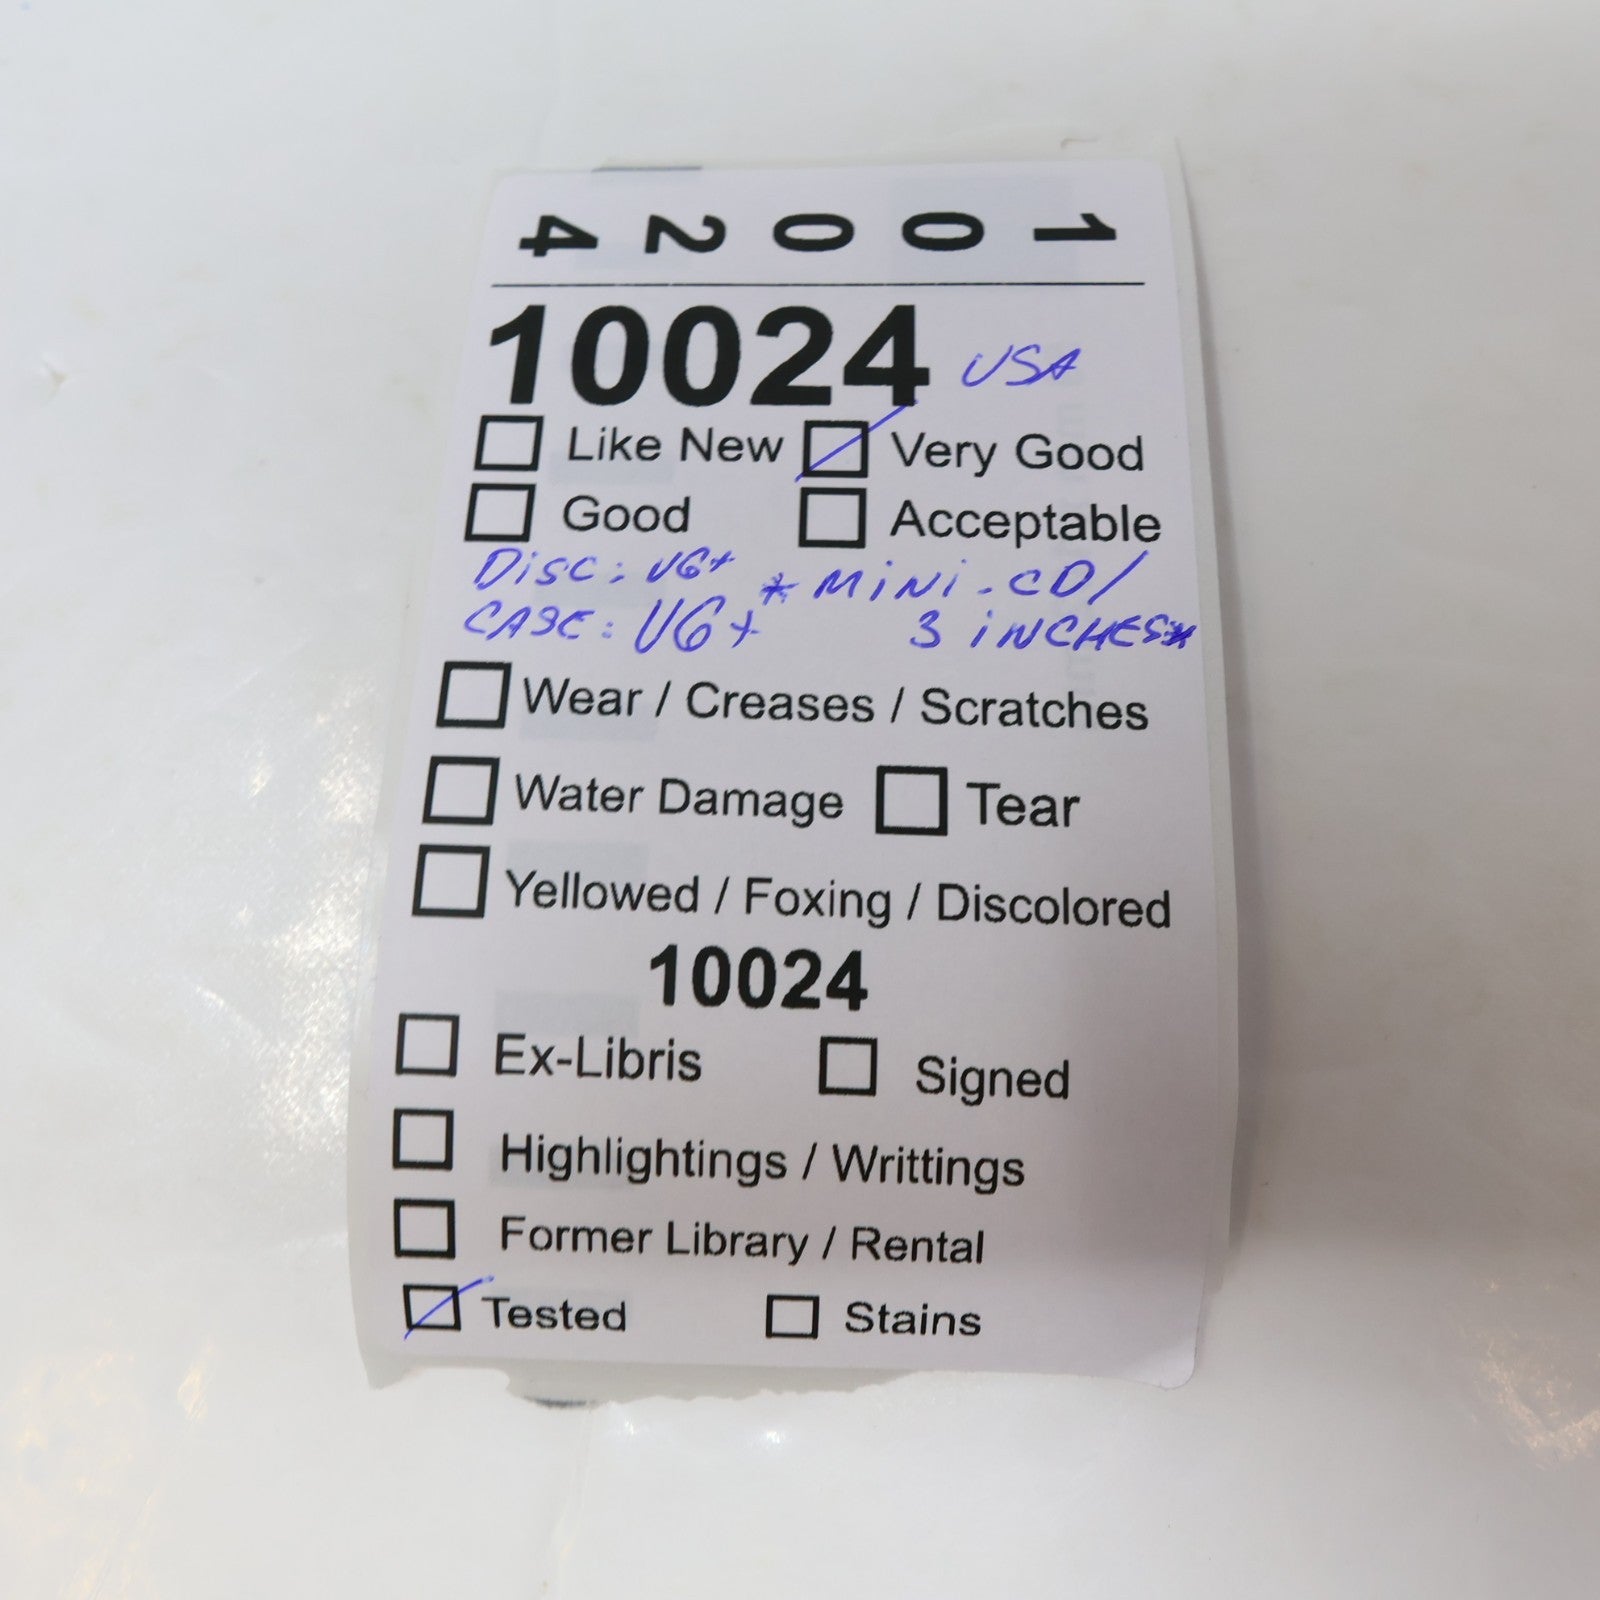 10024
10024 USA
Like New Very Good
Good Acceptable
DiSC: VG+ * MiNi-CD/
CASE: VG+ 3 iNCHES*
Wear / Creases / Scratches
Water Damage Tear
Yellowed / Foxing / Discolored
10024
Ex-Libris Signed
Highlightings / Writtings
Former Library / Rental
Tested Stains